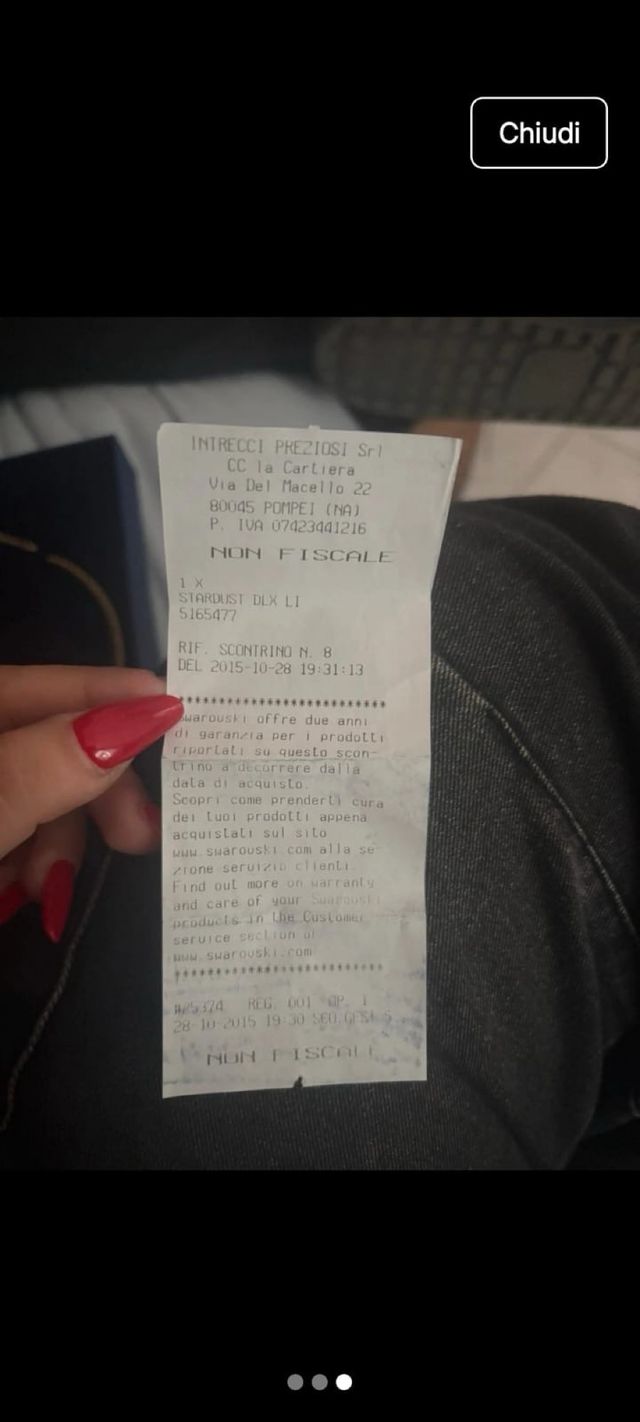 Chiudi
INTRECCI PREZIOSI Srl
CC la Cartiera
Via Del Macello 22
80045 POMPEI (NA)
P. IVA 07423441216
NON FISCALE
1 X
STARDUST DLX LI
5165477
RIF. SCONTRINO N. 8
DEL 2015-10-28 19:31:13
************************
Swarovski offre due anni
di garanzia per i prodotti
riportati su questo scon-
trino a decorrere dalla
data di acquisto.
Scopri come prenderti cura
dei tuoi prodotti appena
acquistati sul sito
www.swarovski.com alla se-
zione servizio clienti.
Find out more on warranty
and care of your Swarovski
products in the Customer
service section of
www.swarovski.com
************************
#25374 REG. 001 OP. 1
28-10-2015 19:30
NON FISCALE